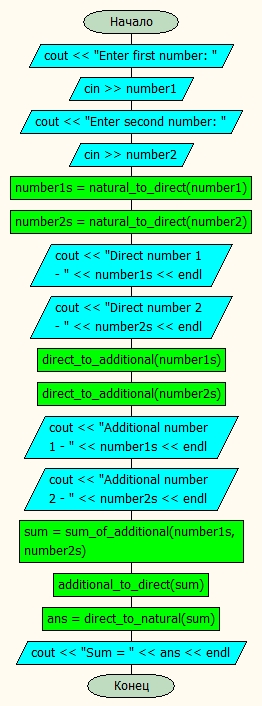 Начало
cout << "Enter first number: "
cin >> number1
cout << "Enter second number: "
cin >> number2
number1s = natural_to_direct(number1)
number2s = natural_to_direct(number2)
cout << "Direct number 1
- " << number1s << endl
cout << "Direct number 2
- " << number2s << endl
direct_to_additional(number1s)
direct_to_additional(number2s)
cout << "Additional number
1 - " << number1s << endl
cout << "Additional number
2 - " << number2s << endl
sum = sum_of_additional(number1s,
number2s)
additional_to_direct(sum)
ans = direct_to_natural(sum)
cout << "Sum = " << ans << endl
Конец